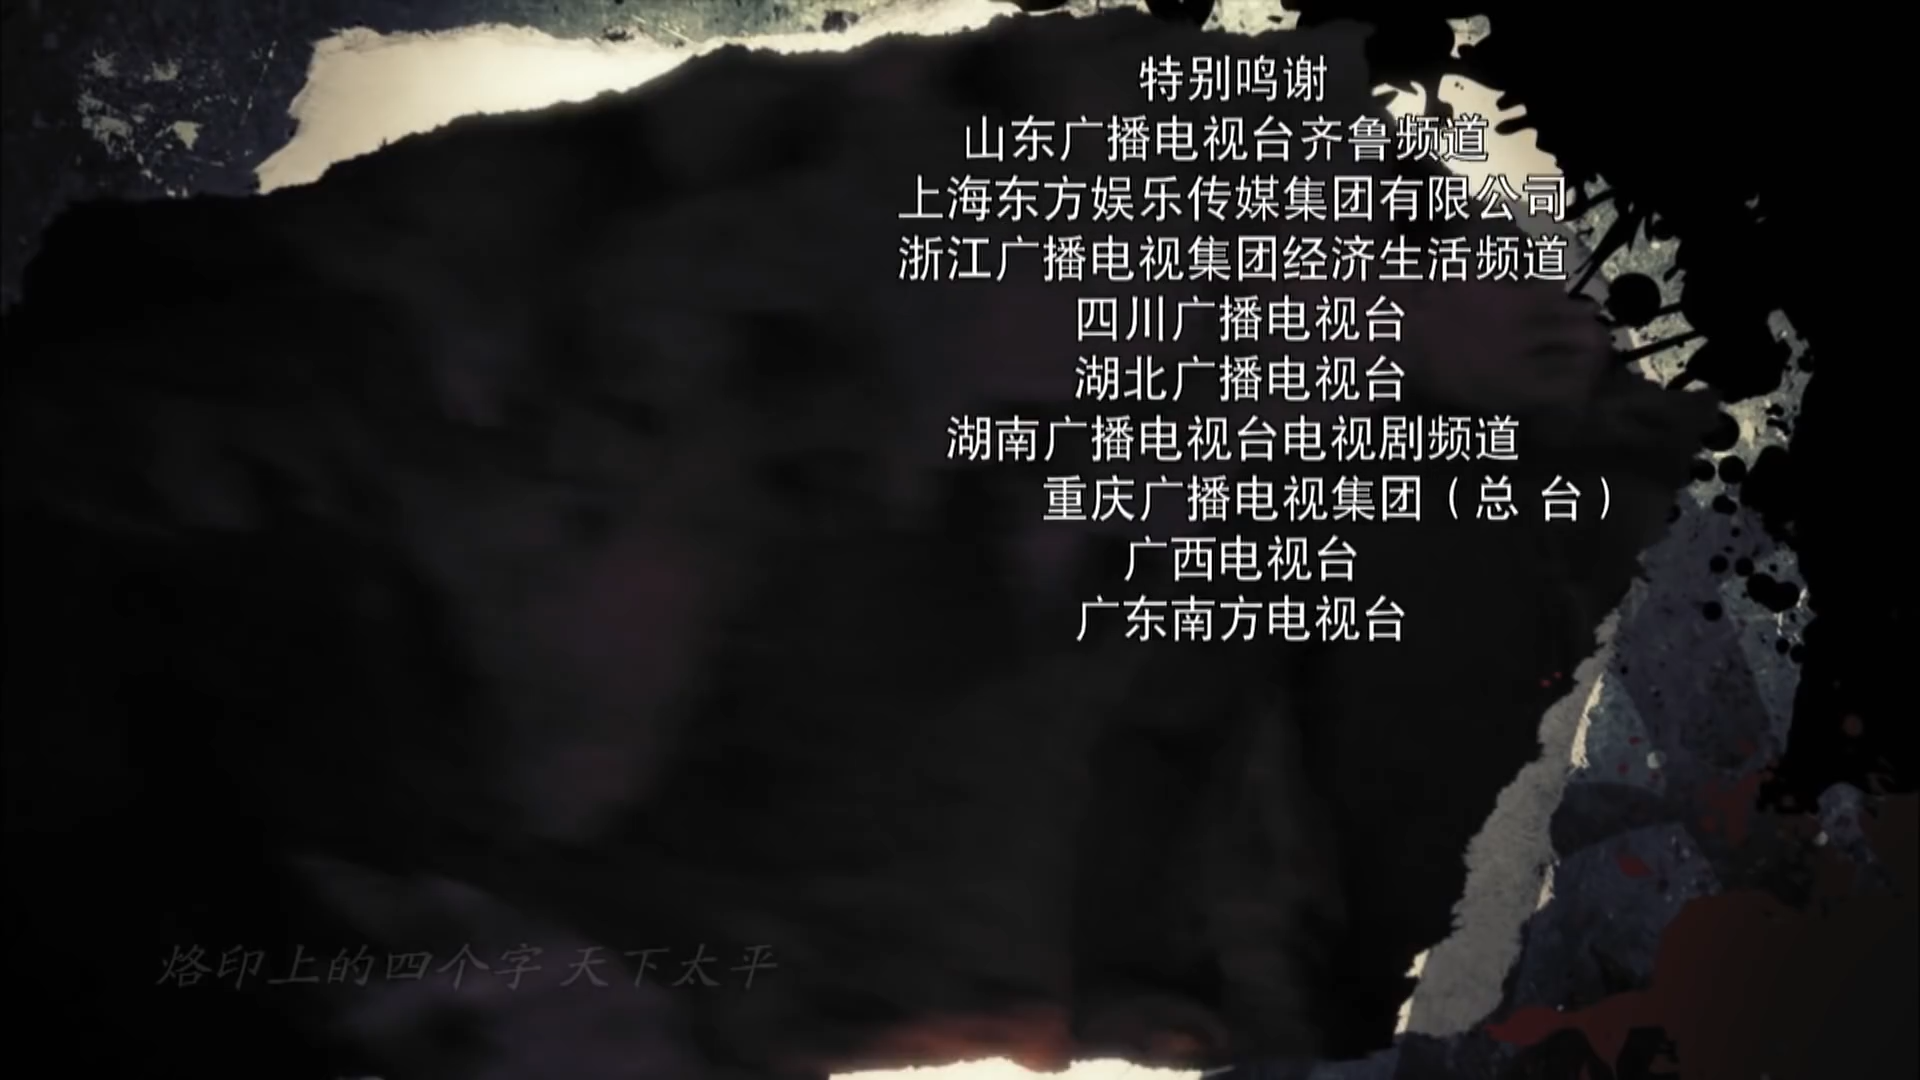 特别鸣谢
山东广播电视台齐鲁频道
上海东方娱乐传媒集团有限公司
浙江广播电视集团经济生活频道
四川广播电视台
湖北广播电视台
湖南广播电视台电视剧频道
重庆广播电视集团（总 台）
广西电视台
广东南方电视台
烙印上的四个字 天下太平